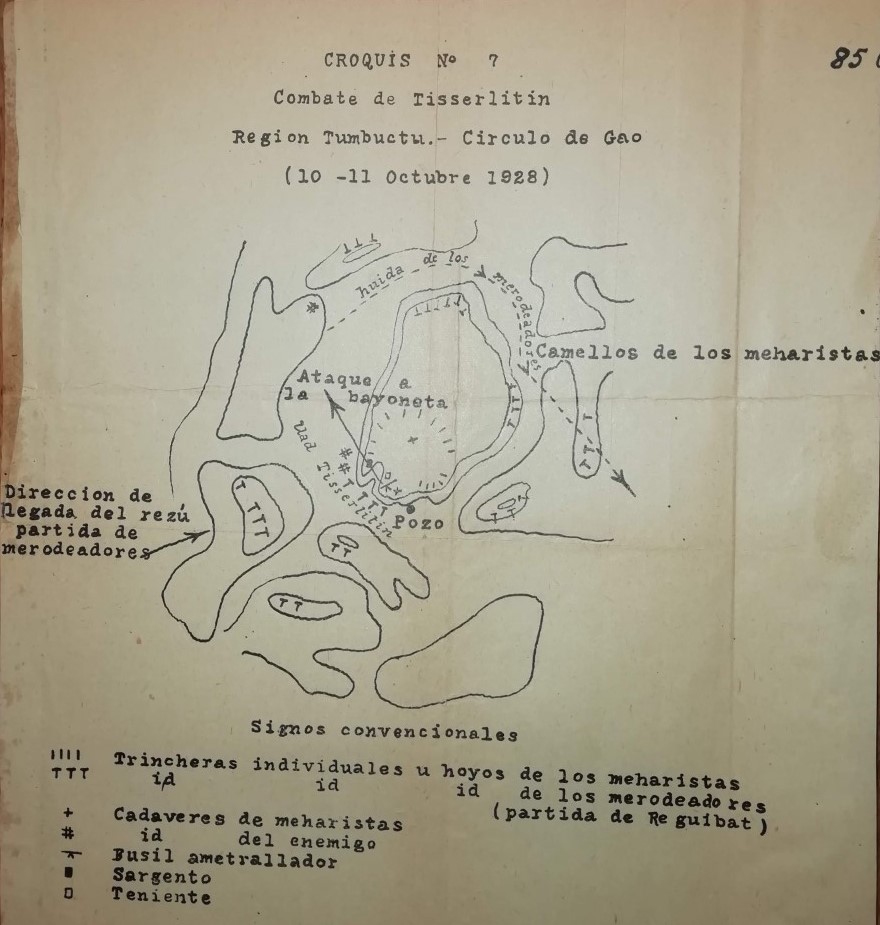 85
CROQUIS Nº 7
Combate de Tisserlitin
Region Tumbuctu.- Circulo de Gao
(10 -11 Octubre 1928)
huida de los merodeadores
Camellos de los meharistas
Ataque a
la bayoneta
Uad Tisserlitin
Pozo
Direccion de
llegada del rezú
partida de
merodeadores
Signos convencionales
Trincheras individuales u hoyos de los meharistas
TTT id id id de los merodeadores
(partida de Reguibat)
+ Cadaveres de meharistas
# id del enemigo
Fusil ametrallador
Sargento
Teniente